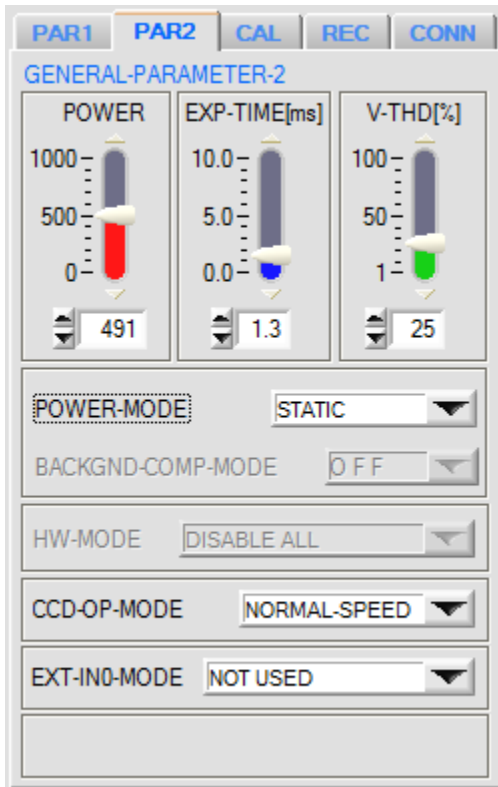 PAR1 PAR2 CAL REC CONN
GENERAL-PARAMETER-2
POWER EXP-TIME[ms] V-THD[%]
1000 10.0 100
500 5.0 50
0 0.0 1
491 1.3 25
POWER-MODE STATIC
BACKGND-COMP-MODE O F F
HW-MODE DISABLE ALL
CCD-OP-MODE NORMAL-SPEED
EXT-IN0-MODE NOT USED